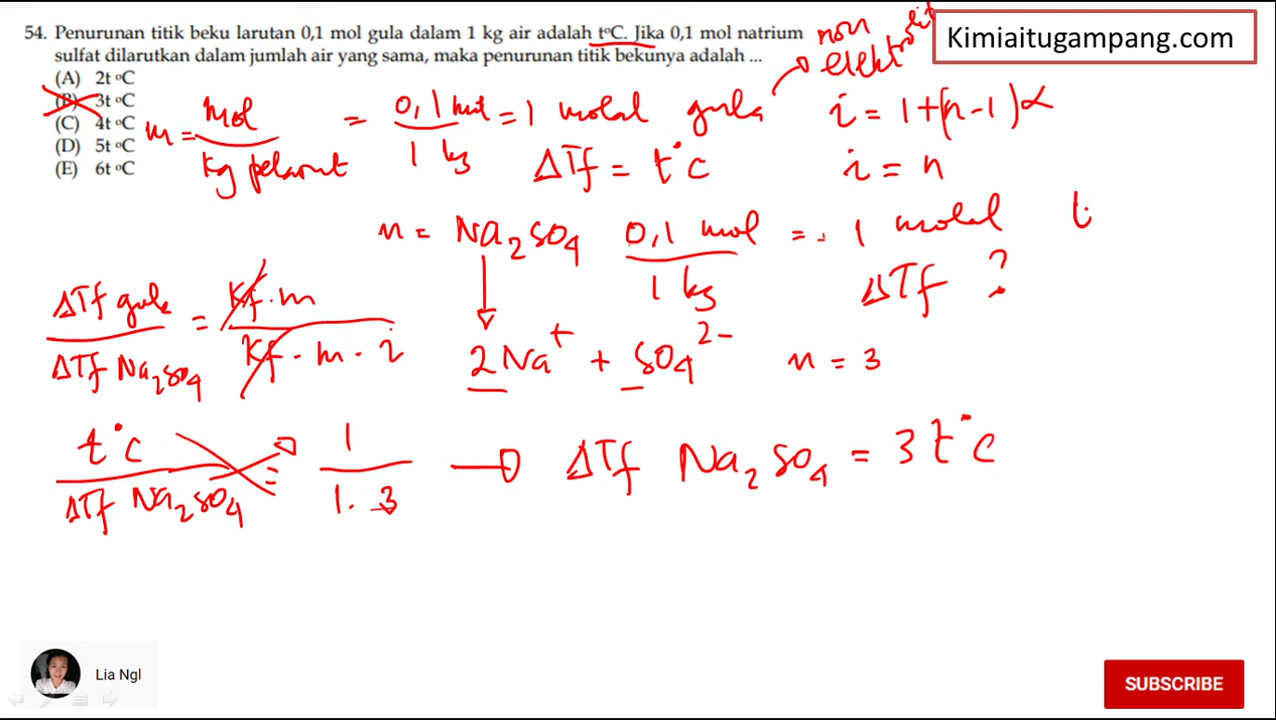 54. Penurunan titik beku larutan 0,1 mol gula dalam 1 kg air adalah t°C. Jika 0,1 mol natrium
sulfat dilarutkan dalam jumlah air yang sama, maka penurunan titik bekunya adalah ...
(A) 2t °C
(B) 3t °C
(C) 4t °C
(D) 5t °C
(E) 6t °C
Kimiaitugampang.com
non elektrolit
m = mol / kg pelarut = 0,1 mol / 1 kg = 1 molal gula
i = 1 + (n - 1) α
ΔTf = t°C
i = n
m = Na2SO4 0,1 mol / 1 kg = 1 molal t
ΔTf ?
ΔTf gula / ΔTf Na2SO4 = Kf . m / Kf . m . i
2Na+ + SO4 2- n = 3
t°C / ΔTf Na2SO4 = 1 / 1. 3 → ΔTf Na2SO4 = 3t°C
Lia Ngl
SUBSCRIBE